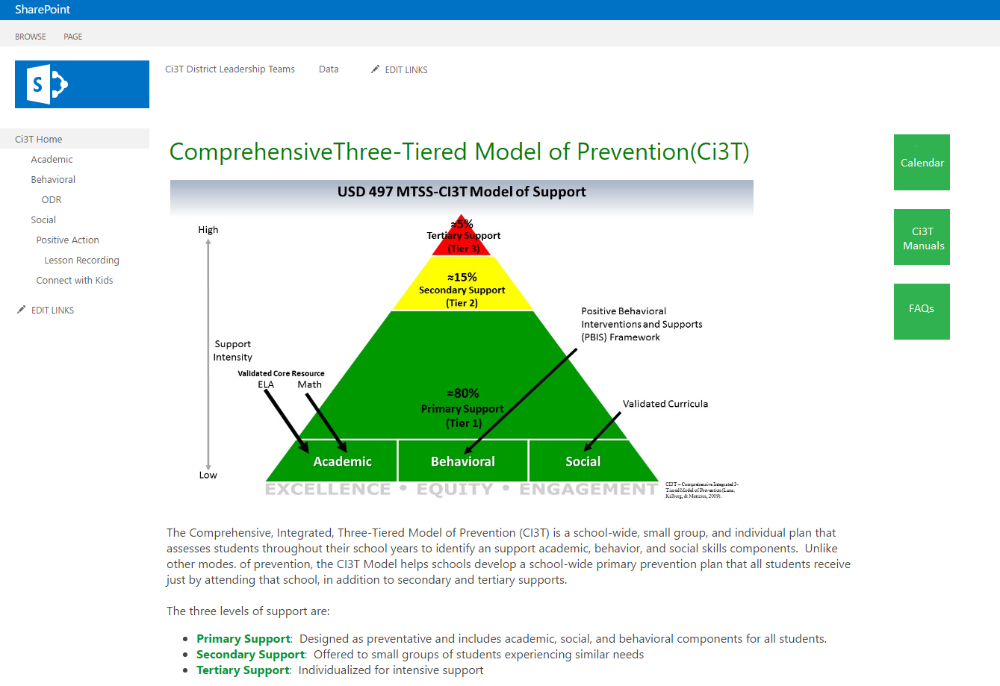 SharePoint
BROWSE PAGE
S
Ci3T District Leadership Teams Data EDIT LINKS
Ci3T Home
Academic
Behavioral
ODR
Social
Positive Action
Lesson Recording
Connect with Kids
EDIT LINKS
ComprehensiveThree-Tiered Model of Prevention(Ci3T)
USD 497 MTSS-CI3T Model of Support
High
Support
Intensity
Low
≈5%
Tertiary Support
(Tier 3)
≈15%
Secondary Support
(Tier 2)
Positive Behavioral
Interventions and Supports
(PBIS) Framework
Validated Core Resource
ELA Math
≈80%
Primary Support
(Tier 1)
Validated Curricula
Academic Behavioral Social
EXCELLENCE • EQUITY • ENGAGEMENT
CI3T – Comprehensive Integrated 3-
Tiered Model of Prevention (Lane,
Kalberg, & Menzies, 2009).
Calendar
Ci3T
Manuals
FAQs
The Comprehensive, Integrated, Three-Tiered Model of Prevention (CI3T) is a school-wide, small group, and individual plan that
assesses students throughout their school years to identify an support academic, behavior, and social skills components.  Unlike
other modes. of prevention, the CI3T Model helps schools develop a school-wide primary prevention plan that all students receive
just by attending that school, in addition to secondary and tertiary supports.
The three levels of support are:
• Primary Support:  Designed as preventative and includes academic, social, and behavioral components for all students.
• Secondary Support:  Offered to small groups of students experiencing similar needs
• Tertiary Support:  Individualized for intensive support